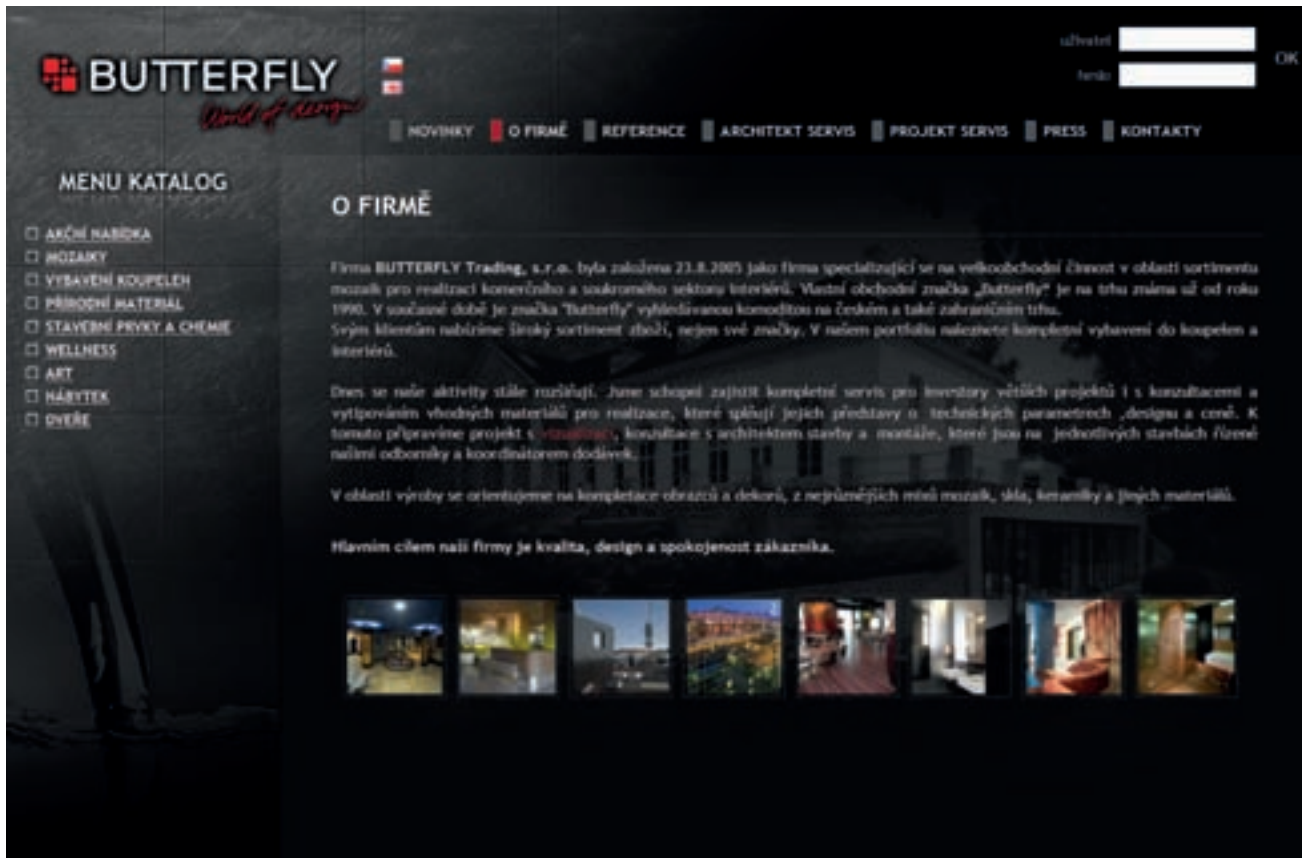 uživatel
BUTTERFLY
World of design
heslo
OK
NOVINKY O FIRMĚ REFERENCE ARCHITEKT SERVIS PROJEKT SERVIS PRESS KONTAKTY
MENU KATALOG
AKČNÍ NABÍDKA
MOZAIKY
VYBAVENÍ KOUPELEN
PŘÍRODNÍ MATERIÁL
STAVEBNÍ PRVKY A CHEMIE
WELLNESS
ART
NÁBYTEK
DVEŘE
O FIRMĚ
Firma BUTTERFLY Trading, s.r.o. byla založena 23.8.2005 jako firma specializující se na velkoobchodní činnost v oblasti sortimentu
mozaik pro realizaci komerčního a soukromého sektoru interiérů. Vlastní obchodní značka „Butterfly“ je na trhu známa už od roku
1990. V současné době je značka "Butterfly" vyhledávanou komoditou na českém a také zahraničním trhu.
Svým klientům nabízíme široký sortiment zboží, nejen své značky. V našem portfoliu naleznete kompletní vybavení do koupelen a
interiérů.
Dnes se naše aktivity stále rozšiřují. Jsme schopni zajistit kompletní servis pro investory větších projektů i s konzultacemi a
vytipováním vhodných materiálů pro realizace, které splňují jejich představy o technických parametrech ,designu a ceně. K
tomuto připravíme projekt s vizualizací, konzultace s architektem stavby a montáže, které jsou na jednotlivých stavbách řízené
našimi odborníky a koordinátorem dodávek.
V oblasti výroby se orientujeme na kompletace obrazců a dekorů, z nejrůznějších mixů mozaik, skla, keramiky a jiných materiálů.
Hlavním cílem naší firmy je kvalita, design a spokojenost zákazníka.